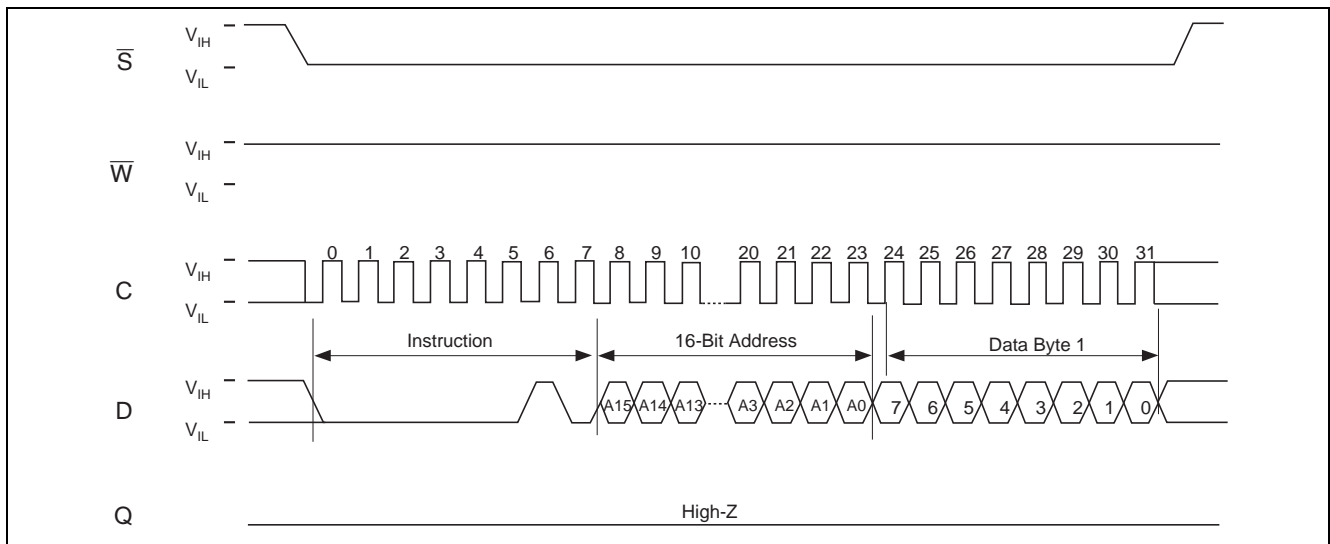 S̅
V_IH
V_IL
W̅
V_IH
V_IL
C
V_IH
V_IL
0 1 2 3 4 5 6 7 8 9 10 20 21 22 23 24 25 26 27 28 29 30 31
Instruction 16-Bit Address Data Byte 1
D
V_IH
V_IL
A15 A14 A13 A3 A2 A1 A0 7 6 5 4 3 2 1 0
Q
High-Z